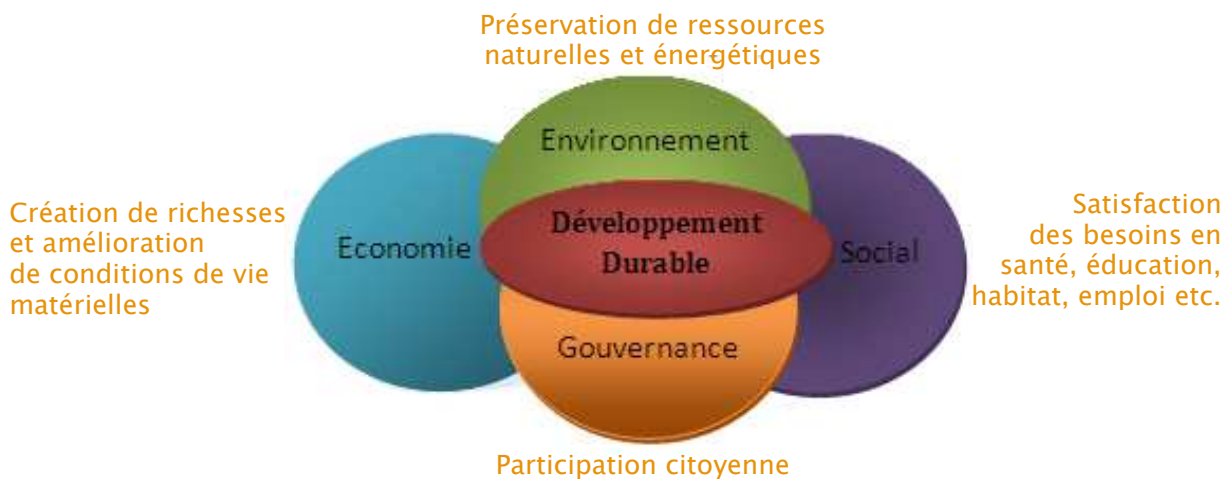 Préservation de ressources
naturelles et énergétiques
Environnement
Création de richesses
et amélioration
de conditions de vie
matérielles
Economie
Développement
Durable
Social
Satisfaction
des besoins en
santé, éducation,
habitat, emploi etc.
Gouvernance
Participation citoyenne